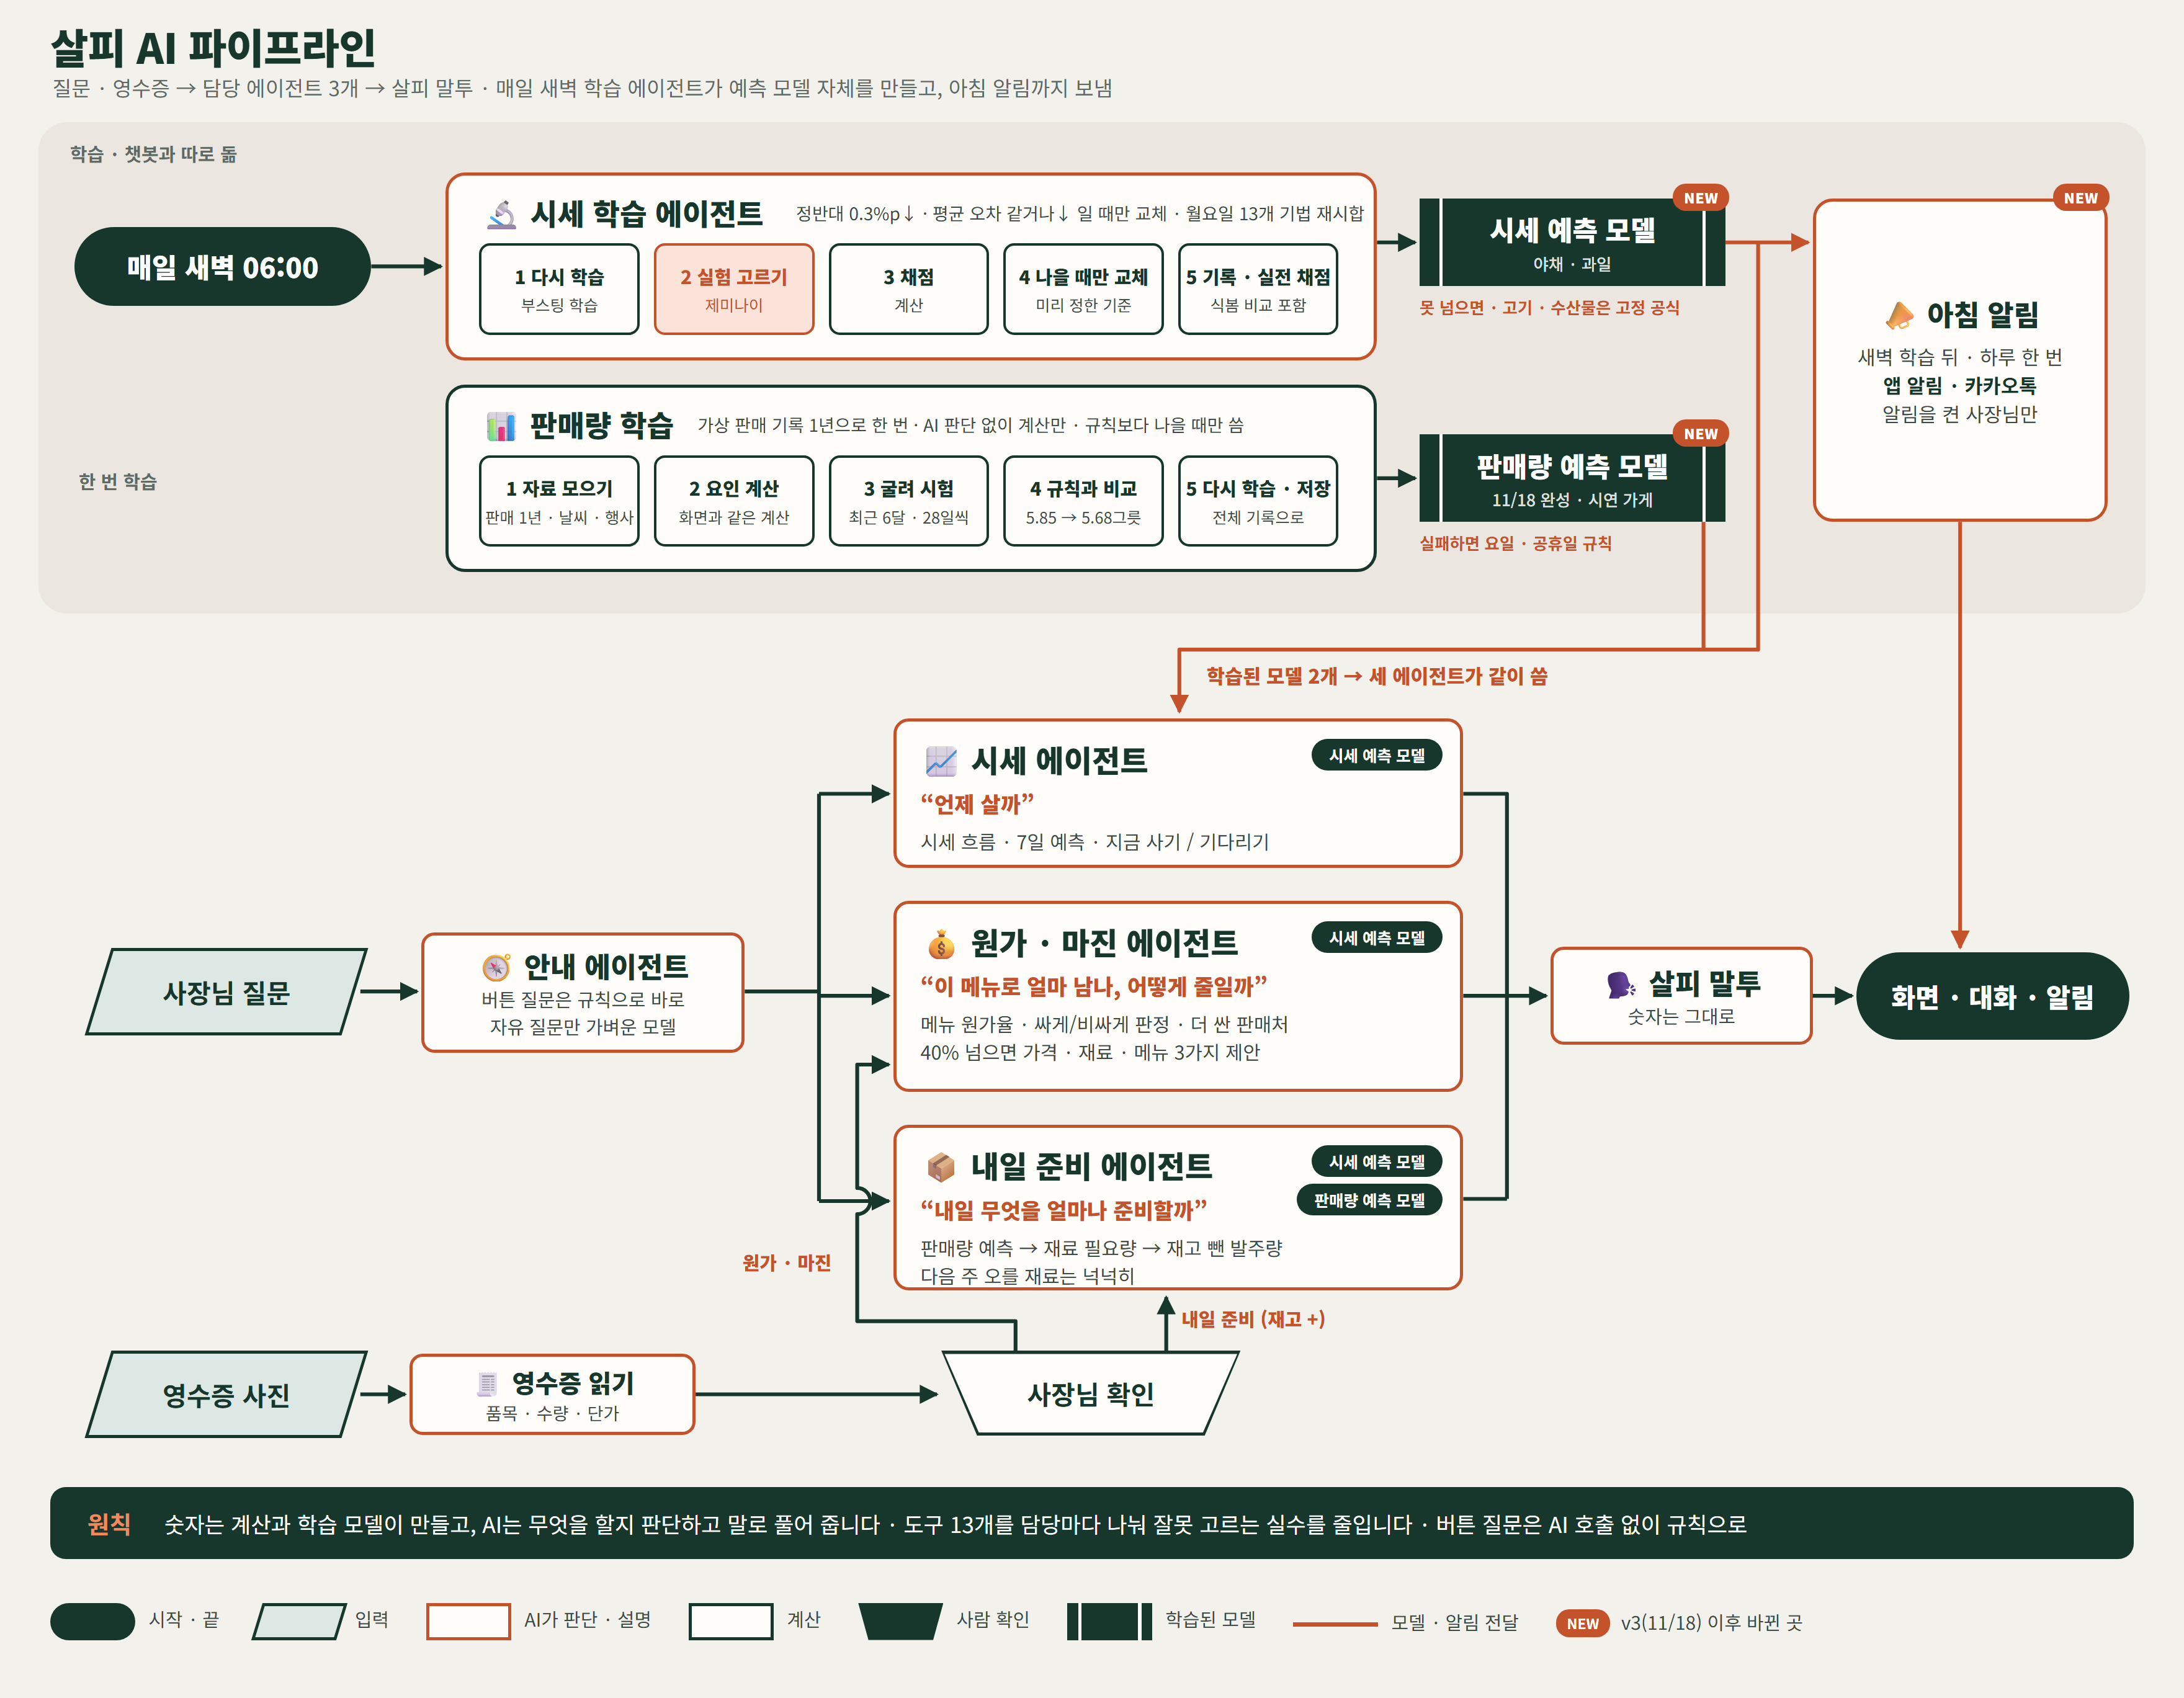 살피 AI 파이프라인
질문 · 영수증 → 담당 에이전트 3개 → 살피 말투 · 매일 새벽 학습 에이전트가 예측 모델 자체를 만들고, 아침 알림까지 보냄
학습 · 챗봇과 따로 돎
매일 새벽 06:00
시세 학습 에이전트
정반대 0.3%p↓ · 평균 오차 같거나↓ 일 때만 교체 · 월요일 13개 기법 재시합
1 다시 학습
부스팅 학습
2 실험 고르기
제미나이
3 채점
계산
4 나을 때만 교체
미리 정한 기준
5 기록 · 실전 채점
식봄 비교 포함
NEW
시세 예측 모델
야채 · 과일
못 넘으면 · 고기 · 수산물은 고정 공식
NEW
아침 알림
새벽 학습 뒤 · 하루 한 번
앱 알림 · 카카오톡
알림을 켠 사장님만
한 번 학습
판매량 학습
가상 판매 기록 1년으로 한 번 · AI 판단 없이 계산만 · 규칙보다 나을 때만 씀
1 자료 모으기
판매 1년 · 날씨 · 행사
2 요인 계산
화면과 같은 계산
3 굴려 시험
최근 6달 · 28일씩
4 규칙과 비교
5.85 → 5.68그릇
5 다시 학습 · 저장
전체 기록으로
NEW
판매량 예측 모델
11/18 완성 · 시연 가게
실패하면 요일 · 공휴일 규칙
학습된 모델 2개 → 세 에이전트가 같이 씀
시세 에이전트
시세 예측 모델
“언제 살까”
시세 흐름 · 7일 예측 · 지금 사기 / 기다리기
사장님 질문
안내 에이전트
버튼 질문은 규칙으로 바로
자유 질문만 가벼운 모델
원가 · 마진 에이전트
시세 예측 모델
“이 메뉴로 얼마 남나, 어떻게 줄일까”
메뉴 원가율 · 싸게/비싸게 판정 · 더 싼 판매처
40% 넘으면 가격 · 재료 · 메뉴 3가지 제안
살피 말투
숫자는 그대로
화면 · 대화 · 알림
내일 준비 에이전트
시세 예측 모델
판매량 예측 모델
“내일 무엇을 얼마나 준비할까”
판매량 예측 → 재료 필요량 → 재고 뺀 발주량
다음 주 오를 재료는 넉넉히
원가 · 마진
내일 준비 (재고 +)
영수증 사진
영수증 읽기
품목 · 수량 · 단가
사장님 확인
원칙
숫자는 계산과 학습 모델이 만들고, AI는 무엇을 할지 판단하고 말로 풀어 줍니다 · 도구 13개를 담당마다 나눠 잘못 고르는 실수를 줄입니다 · 버튼 질문은 AI 호출 없이 규칙으로
시작 · 끝
입력
AI가 판단 · 설명
계산
사람 확인
학습된 모델
모델 · 알림 전달
NEW
v3(11/18) 이후 바뀐 곳